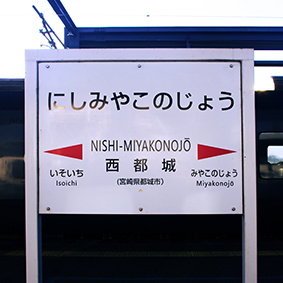 にしみやこのじょう
NISHI-MIYAKONOJŌ
西都城
(宮崎県都城市)
いそいち
Isoichi
みやこのじょう
Miyakonojō